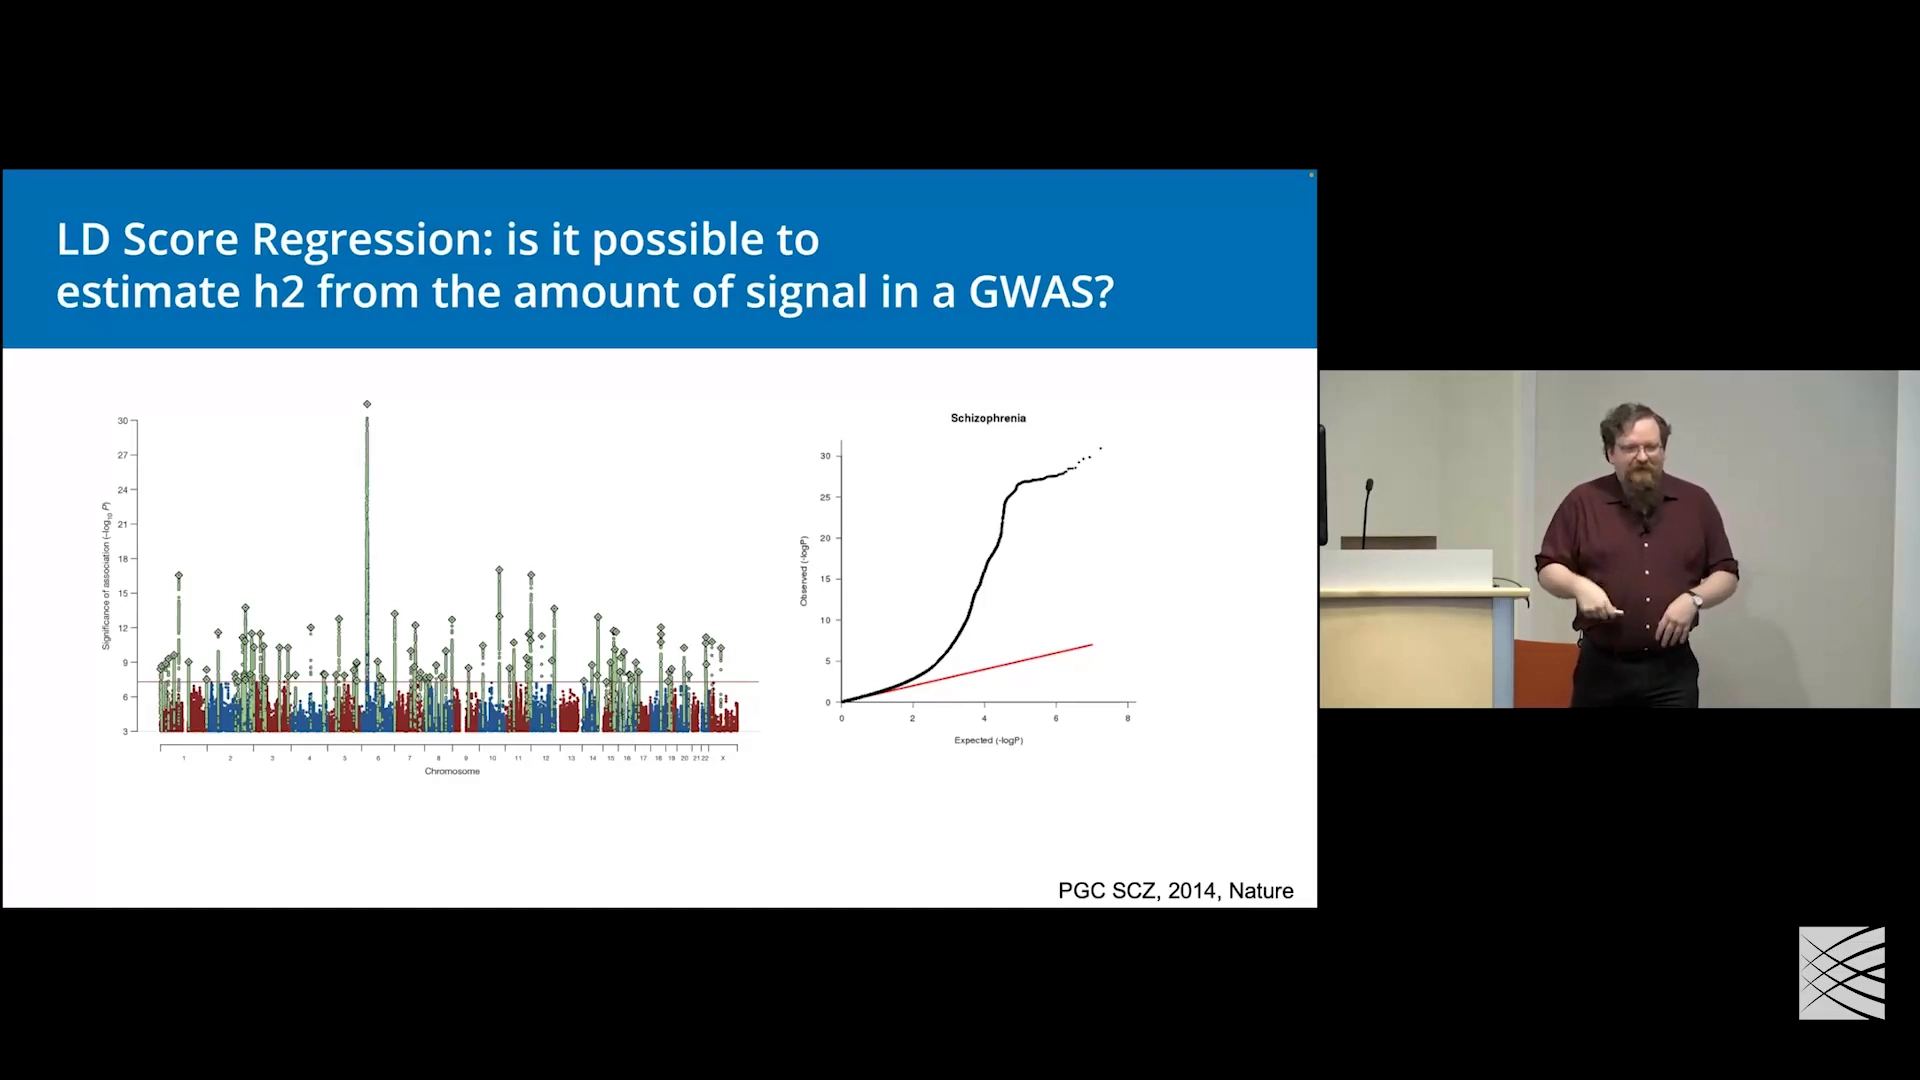 LD Score Regression: is it possible to
estimate h2 from the amount of signal in a GWAS?
30
27
24
21
18
15
12
9
6
3
Significance of association (–log10 P)
1 2 3 4 5 6 7 8 9 10 11 12 13 14 15 16 17 18 19 20 21 22 X
Chromosome
Schizophrenia
30
25
20
15
10
5
0
Observed (-logP)
0 2 4 6 8
Expected (-logP)
PGC SCZ, 2014, Nature